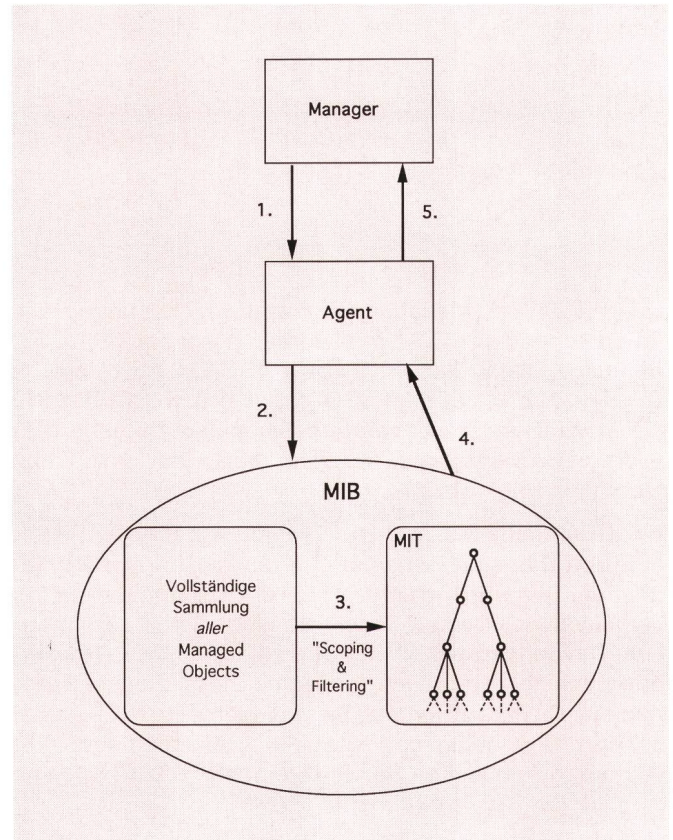 Manager
1.
5.
Agent
2.
4.
MIB
Vollständige
Sammlung
aller
Managed
Objects
3.
"Scoping
&
Filtering"
MIT